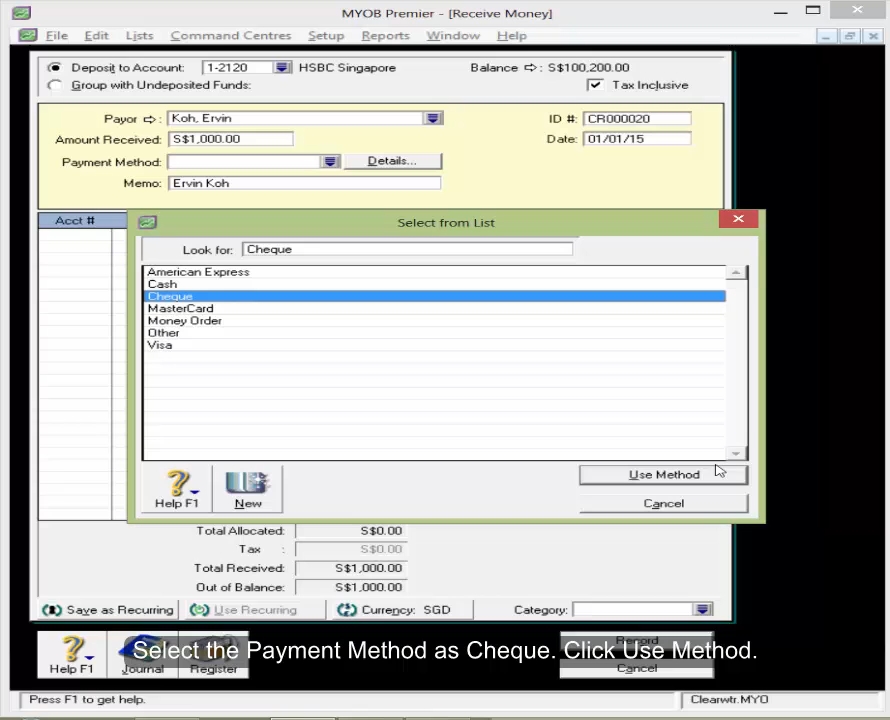 MYOB Premier - [Receive Money]
File Edit Lists Command Centres Setup Reports Window Help
Deposit to Account: 1-2120 HSBC Singapore Balance : S$100,200.00
Group with Undeposited Funds: Tax Inclusive
Payor : Koh, Ervin ID #: CR000020
Amount Received: S$1,000.00 Date: 01/01/15
Payment Method: Details...
Memo: Ervin Koh
Acct #
Select from List
Look for: Cheque
American Express
Cash
Cheque
MasterCard
Money Order
Other
Visa
Use Method
Help F1 New Cancel
Total Allocated: S$0.00
Tax : S$0.00
Total Received: S$1,000.00
Out of Balance: S$1,000.00
Save as Recurring Use Recurring Currency: SGD Category:
Record
Select the Payment Method as Cheque. Click Use Method.
Help F1 Journal Register Cancel
Press F1 to get help. Clearwtr.MYO